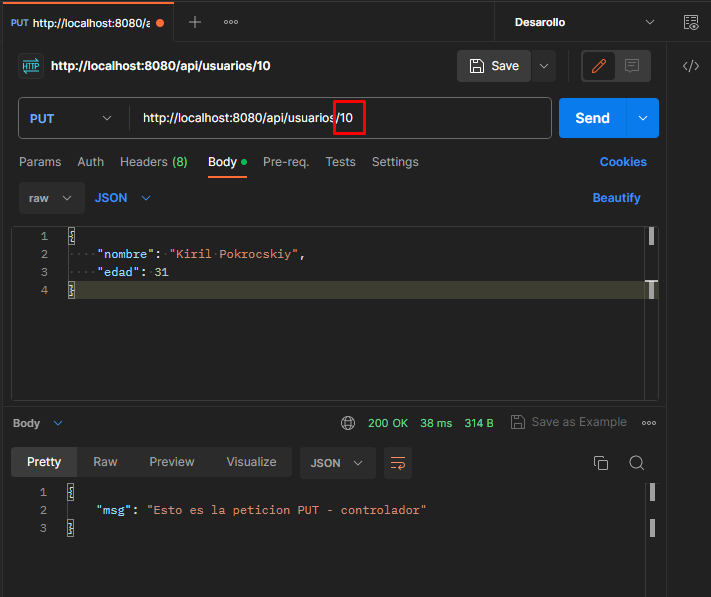 PUT http://localhost:8080/a
Desarollo
HTTP
http://localhost:8080/api/usuarios/10
Save
PUT
http://localhost:8080/api/usuarios/10
Send
Params
Auth
Headers (8)
Body
Pre-req.
Tests
Settings
Cookies
raw
JSON
Beautify
1 {
2 "nombre": "Kiril Pokrocskiy",
3 "edad": 31
4 }
Body
200 OK
38 ms
314 B
Save as Example
Pretty
Raw
Preview
Visualize
JSON
1 {
2 "msg": "Esto es la peticion PUT - controlador"
3 }